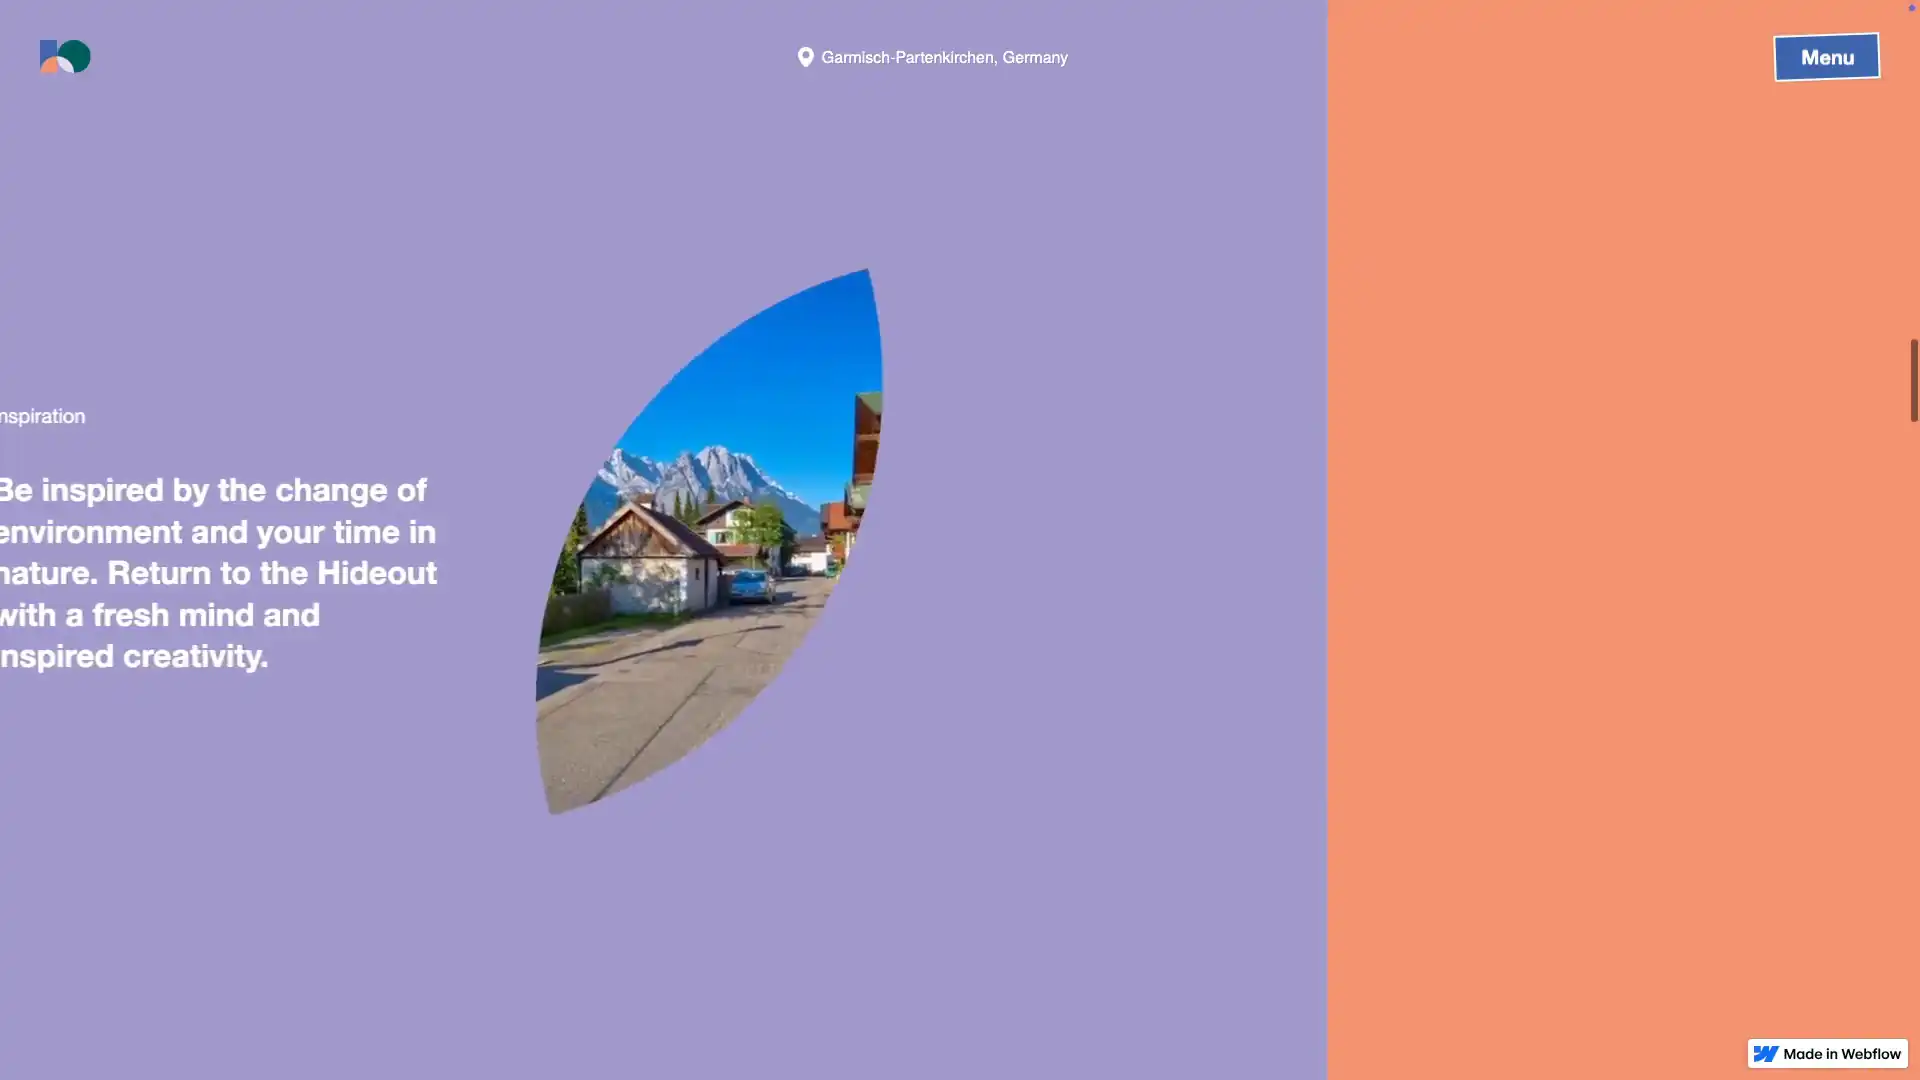 Garmisch-Partenkirchen, Germany
Menu
nspiration
Be inspired by the change of
environment and your time in
nature. Return to the Hideout
with a fresh mind and
inspired creativity.
Made in Webflow